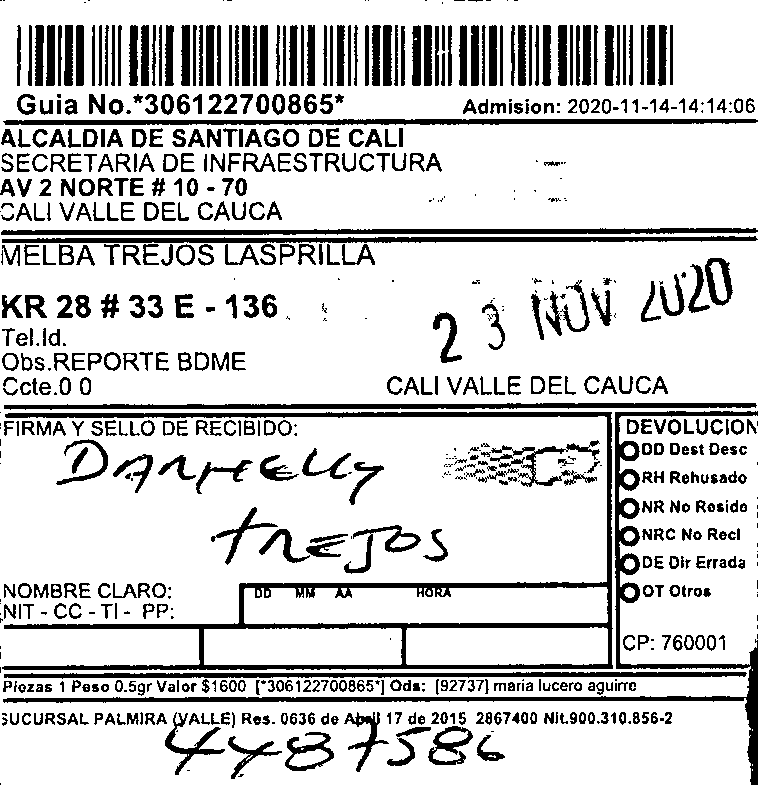 Guia No.*306122700865*
Admision: 2020-11-14-14:14:06
ALCALDIA DE SANTIAGO DE CALI
SECRETARIA DE INFRAESTRUCTURA
AV 2 NORTE # 10 - 70
CALI VALLE DEL CAUCA
MELBA TREJOS LASPRILLA
KR 28 # 33 E - 136
23 NOV 2020
Tel.Id.
Obs.REPORTE BDME
Ccte.0 0
CALI VALLE DEL CAUCA
FIRMA Y SELLO DE RECIBIDO:
TREJOS
NOMBRE CLARO:
NIT - CC - TI - PP:
DD MM AA HORA
DEVOLUCION
DD Dest Desc
RH Rehusado
NR No Resido
NRC No Recl
DE Dir Errada
OT Otros
CP: 760001
Piezas 1 Peso 0.5gr Valor $1600 [*306122700865*] Ods: [92737] maria lucero aguirre
SUCURSAL PALMIRA (VALLE) Res. 0636 de Abril 17 de 2015 2867400 Nit.900.310.856-2
4487586